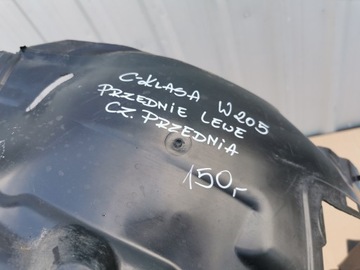 C-KLASA W205
PRZEDNIE LEWE
CZ. PRZEDNIA
150,-